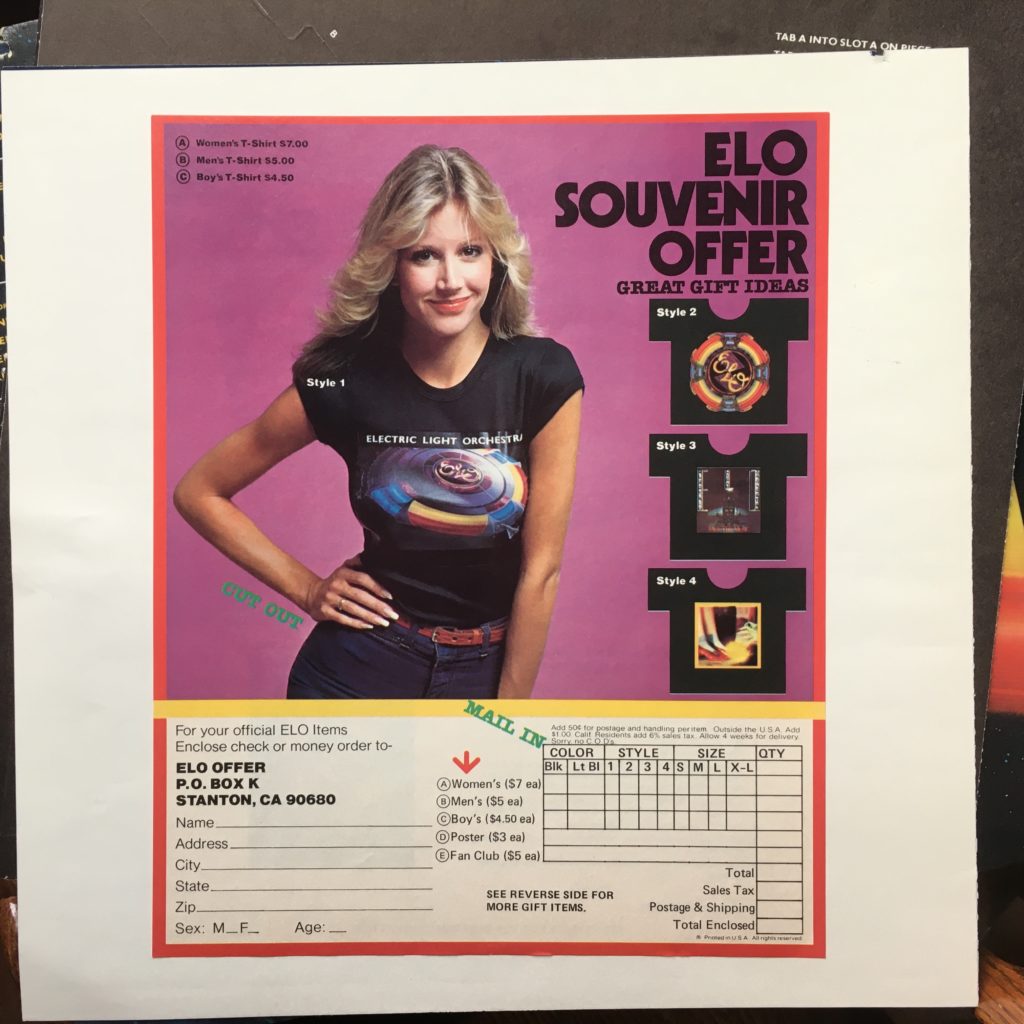 B
TAB A INTO SLOT A ON PIECE
Ⓐ Women's T-Shirt $7.00
Ⓑ Men's T-Shirt $5.00
Ⓒ Boy's T-Shirt $4.50
ELO
SOUVENIR
OFFER
GREAT GIFT IDEAS
Style 2
ELO
Style 1
ELECTRIC LIGHT ORCHESTRA
ELO
Style 3
Style 4
CUT OUT
MAIL IN
For your official ELO Items
Enclose check or money order to-
ELO OFFER
P.O. BOX K
STANTON, CA 90680
Name
Address
City
State
Zip
Sex: M__F__ Age: __
Ⓐ Women's ($7 ea)
Ⓑ Men's ($5 ea)
Ⓒ Boy's ($4.50 ea)
Ⓓ Poster ($3 ea)
Ⓔ Fan Club ($5 ea)
SEE REVERSE SIDE FOR
MORE GIFT ITEMS.
Add 50¢ for postage and handling per item. Outside the U.S.A. Add
$1.00. Calif. Residents add 6% sales tax. Allow 4 weeks for delivery.
Sorry, no C.O.D's.
COLOR STYLE SIZE QTY
Blk Lt Bl 1 2 3 4 S M L X-L
Total
Sales Tax
Postage & Shipping
Total Enclosed
Printed in U.S.A. All rights reserved